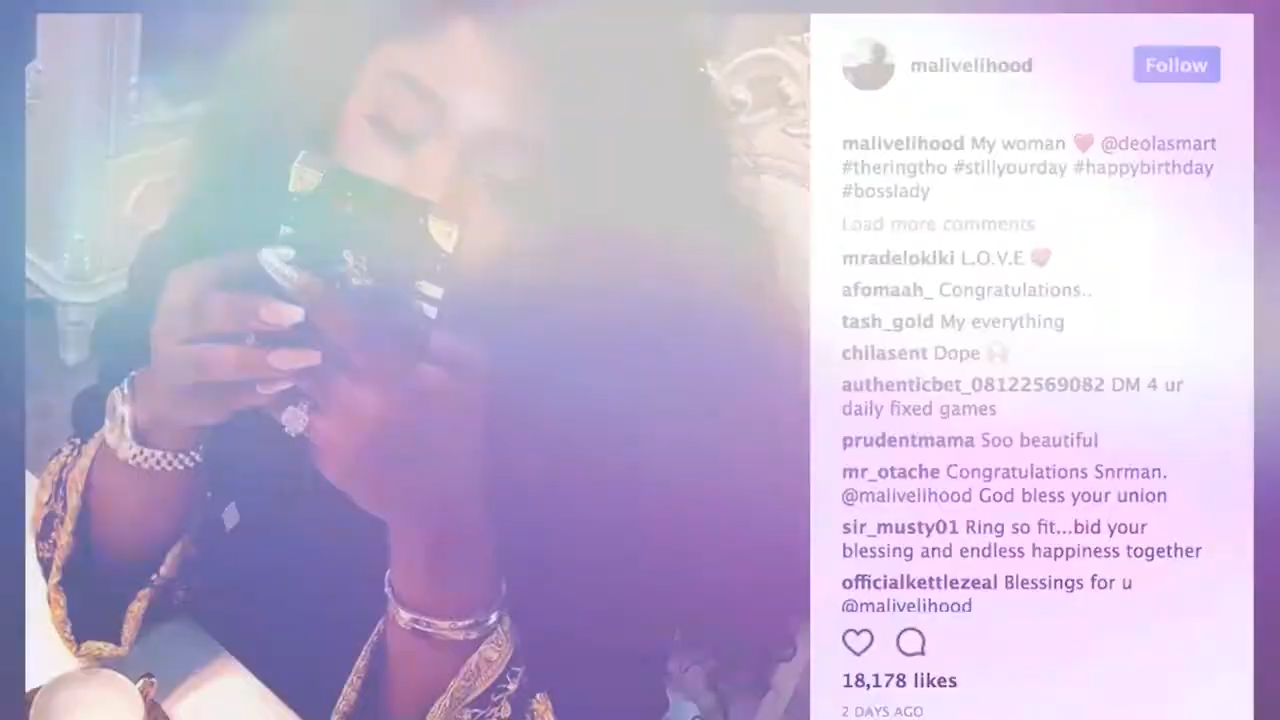 malivelihood
Follow
malivelihood My woman ❤️ @deolasmart
#theringtho #stillyourday #happybirthday
#bosslady
Load more comments
mradelokiki L.O.V.E ❤️
afomaah_ Congratulations..
tash_gold My everything
chilasent Dope
authenticbet_08122569082 DM 4 ur
daily fixed games
prudentmama Soo beautiful
mr_otache Congratulations Snrman.
@malivelihood God bless your union
sir_musty01 Ring so fit...bid your
blessing and endless happiness together
officialkettlezeal Blessings for u
@malivelihood
18,178 likes
2 DAYS AGO